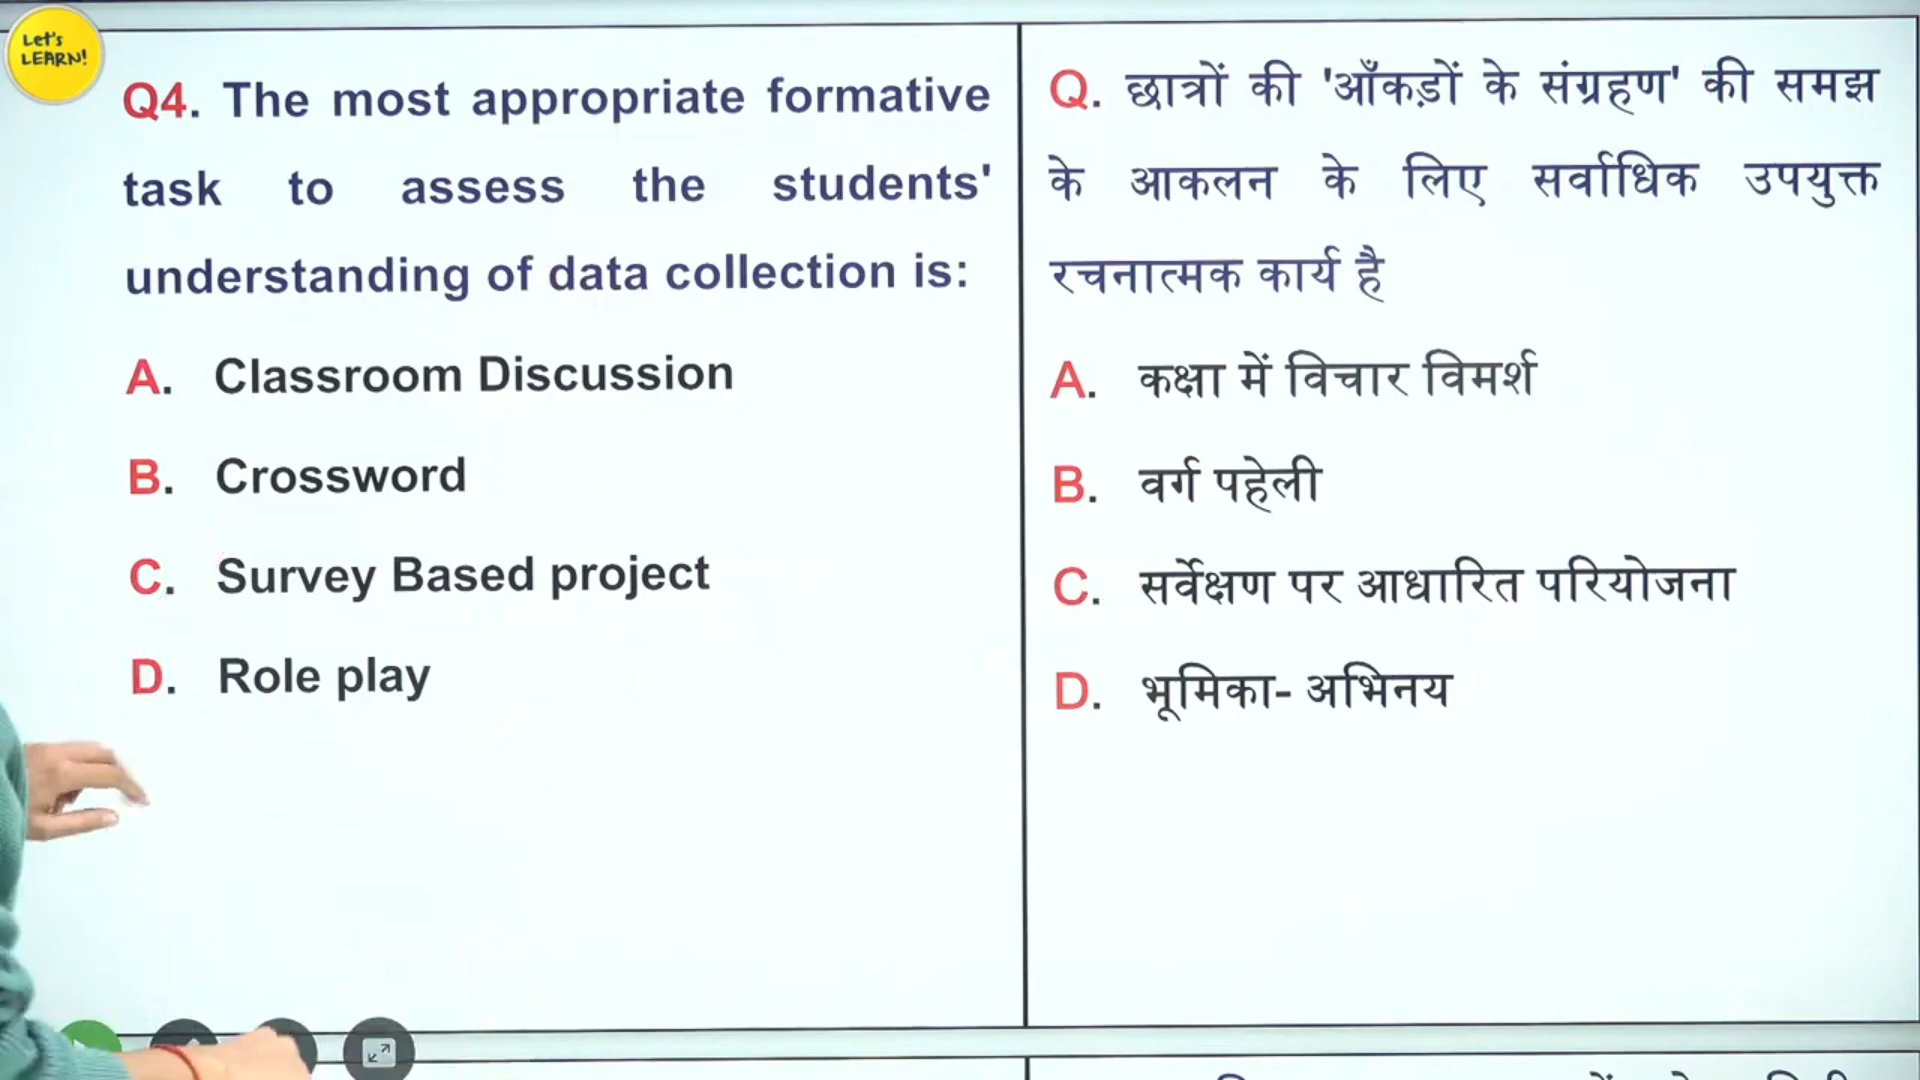 Let's
LEARN!
Q4. The most appropriate formative
task to assess the students'
understanding of data collection is:
A. Classroom Discussion
B. Crossword
C. Survey Based project
D. Role play
Q. छात्रों की 'आँकड़ों के संग्रहण' की समझ
के आकलन के लिए सर्वाधिक उपयुक्त
रचनात्मक कार्य है
A. कक्षा में विचार विमर्श
B. वर्ग पहेली
C. सर्वेक्षण पर आधारित परियोजना
D. भूमिका- अभिनय